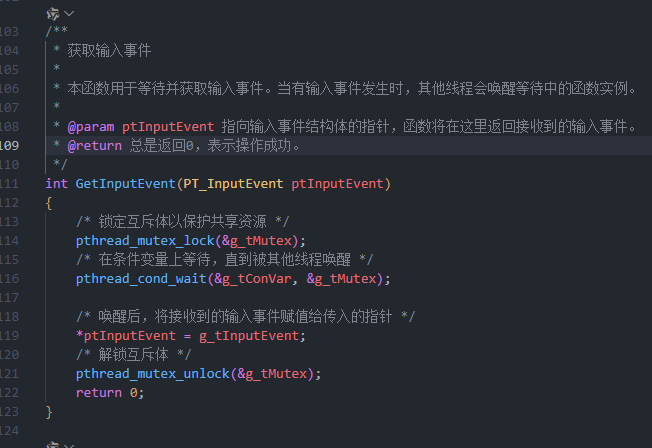 103 /**
104  * 获取输入事件
105  *
106  * 本函数用于等待并获取输入事件。当有输入事件发生时，其他线程会唤醒等待中的函数实例。
107  *
108  * @param ptInputEvent 指向输入事件结构体的指针，函数将在这里返回接收到的输入事件。
109  * @return 总是返回0，表示操作成功。
110  */
111 int GetInputEvent(PT_InputEvent ptInputEvent)
112 {
113     /* 锁定互斥体以保护共享资源 */
114     pthread_mutex_lock(&g_tMutex);
115     /* 在条件变量上等待，直到被其他线程唤醒 */
116     pthread_cond_wait(&g_tConVar, &g_tMutex);
117
118     /* 唤醒后，将接收到的输入事件赋值给传入的指针 */
119     *ptInputEvent = g_tInputEvent;
120     /* 解锁互斥体 */
121     pthread_mutex_unlock(&g_tMutex);
122     return 0;
123 }
124